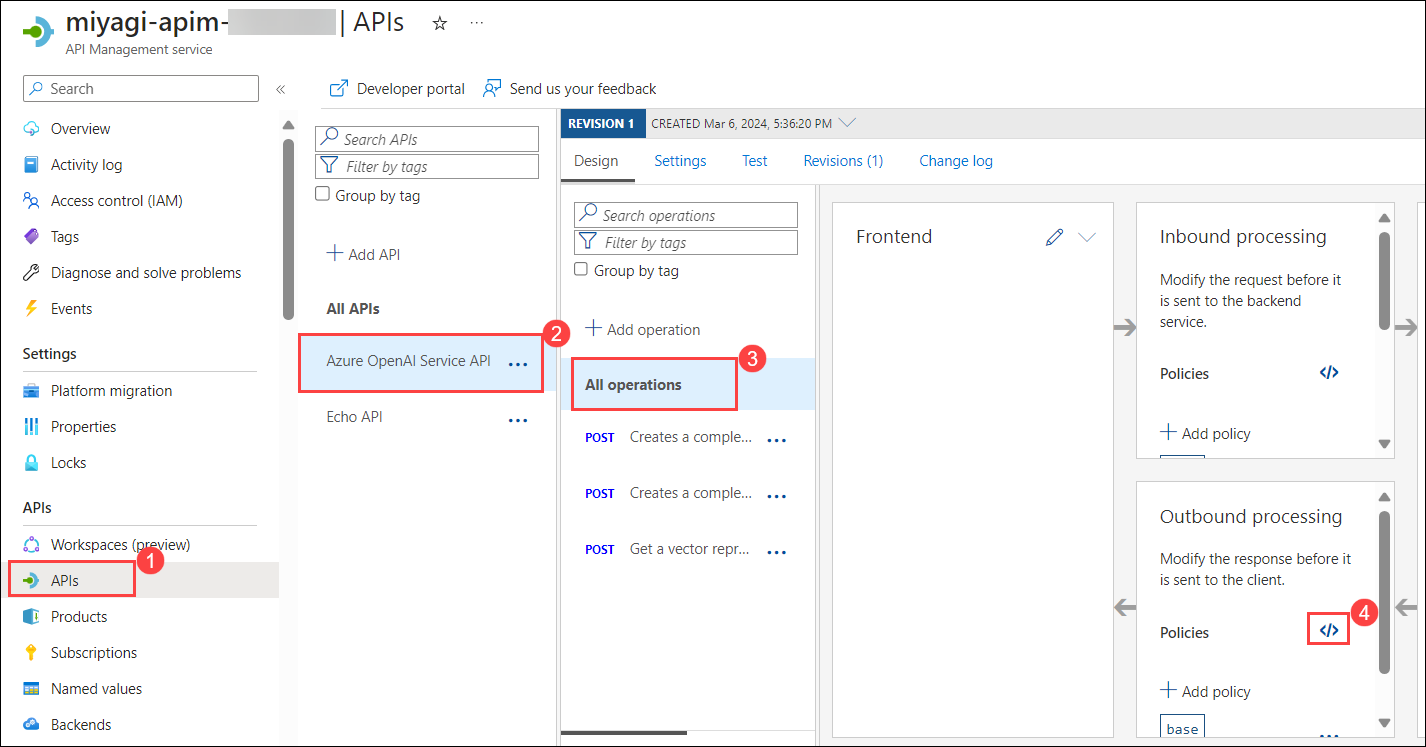 miyagi-apim- | APIs
API Management service
Search
Overview
Activity log
Access control (IAM)
Tags
Diagnose and solve problems
Events
Settings
Platform migration
Properties
Locks
APIs
Workspaces (preview)
1
APIs
Products
Subscriptions
Named values
Backends
Developer portal
Send us your feedback
Search APIs
Filter by tags
Group by tag
Add API
All APIs
2
Azure OpenAI Service API
Echo API
REVISION 1 CREATED Mar 6, 2024, 5:36:20 PM
Design Settings Test Revisions (1) Change log
Search operations
Filter by tags
Group by tag
Add operation
3
All operations
POST Creates a comple...
POST Creates a comple...
POST Get a vector repr...
Frontend
Inbound processing
Modify the request before it
is sent to the backend
service.
Policies </>
Add policy
Outbound processing
Modify the response before it
is sent to the client.
4
Policies </>
Add policy
base